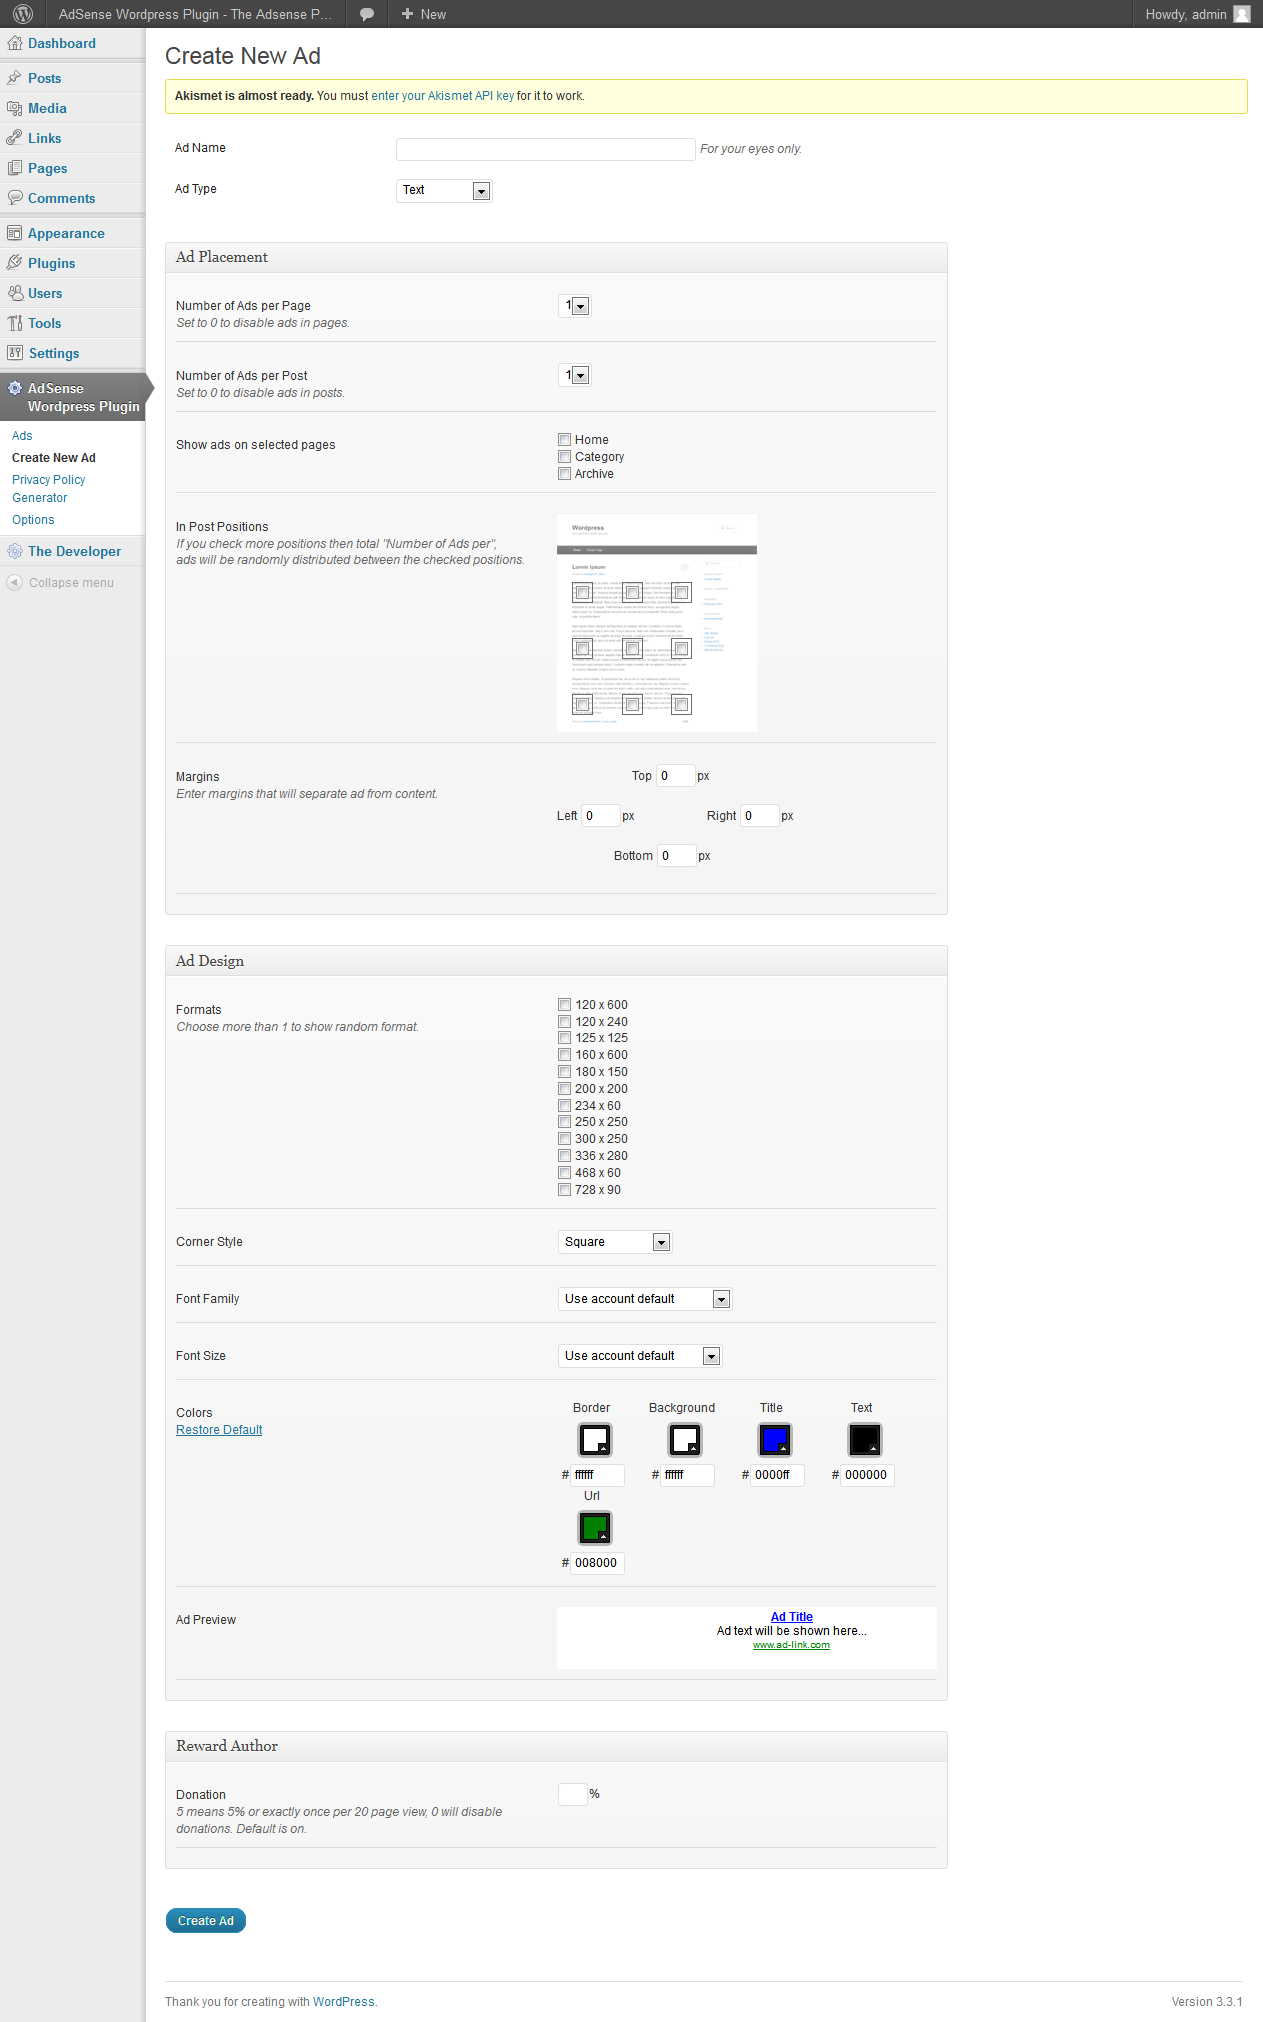 AdSense Wordpress Plugin - The Adsense P...
New
Howdy, admin
Dashboard
Posts
Media
Links
Pages
Comments
Appearance
Plugins
Users
Tools
Settings
AdSense
Wordpress Plugin
Ads
Create New Ad
Privacy Policy
Generator
Options
The Developer
Collapse menu
Create New Ad
Akismet is almost ready. You must enter your Akismet API key for it to work.
Ad Name For your eyes only.
Ad Type Text
Ad Placement
Number of Ads per Page 1
Set to 0 to disable ads in pages.
Number of Ads per Post 1
Set to 0 to disable ads in posts.
Show ads on selected pages
Home
Category
Archive
In Post Positions
If you check more positions then total "Number of Ads per",
ads will be randomly distributed between the checked positions.
Wordpress
Lorem Ipsum
Margins
Enter margins that will separate ad from content.
Top 0 px
Left 0 px Right 0 px
Bottom 0 px
Ad Design
Formats
Choose more than 1 to show random format.
120 x 600
120 x 240
125 x 125
160 x 600
180 x 150
200 x 200
234 x 60
250 x 250
300 x 250
336 x 280
468 x 60
728 x 90
Corner Style Square
Font Family Use account default
Font Size Use account default
Colors
Restore Default
Border Background Title Text
# ffffff # ffffff # 0000ff # 000000
Url
# 008000
Ad Preview
Ad Title
Ad text will be shown here...
www.ad-link.com
Reward Author
Donation %
5 means 5% or exactly once per 20 page view, 0 will disable
donations. Default is on.
Create Ad
Thank you for creating with WordPress. Version 3.3.1